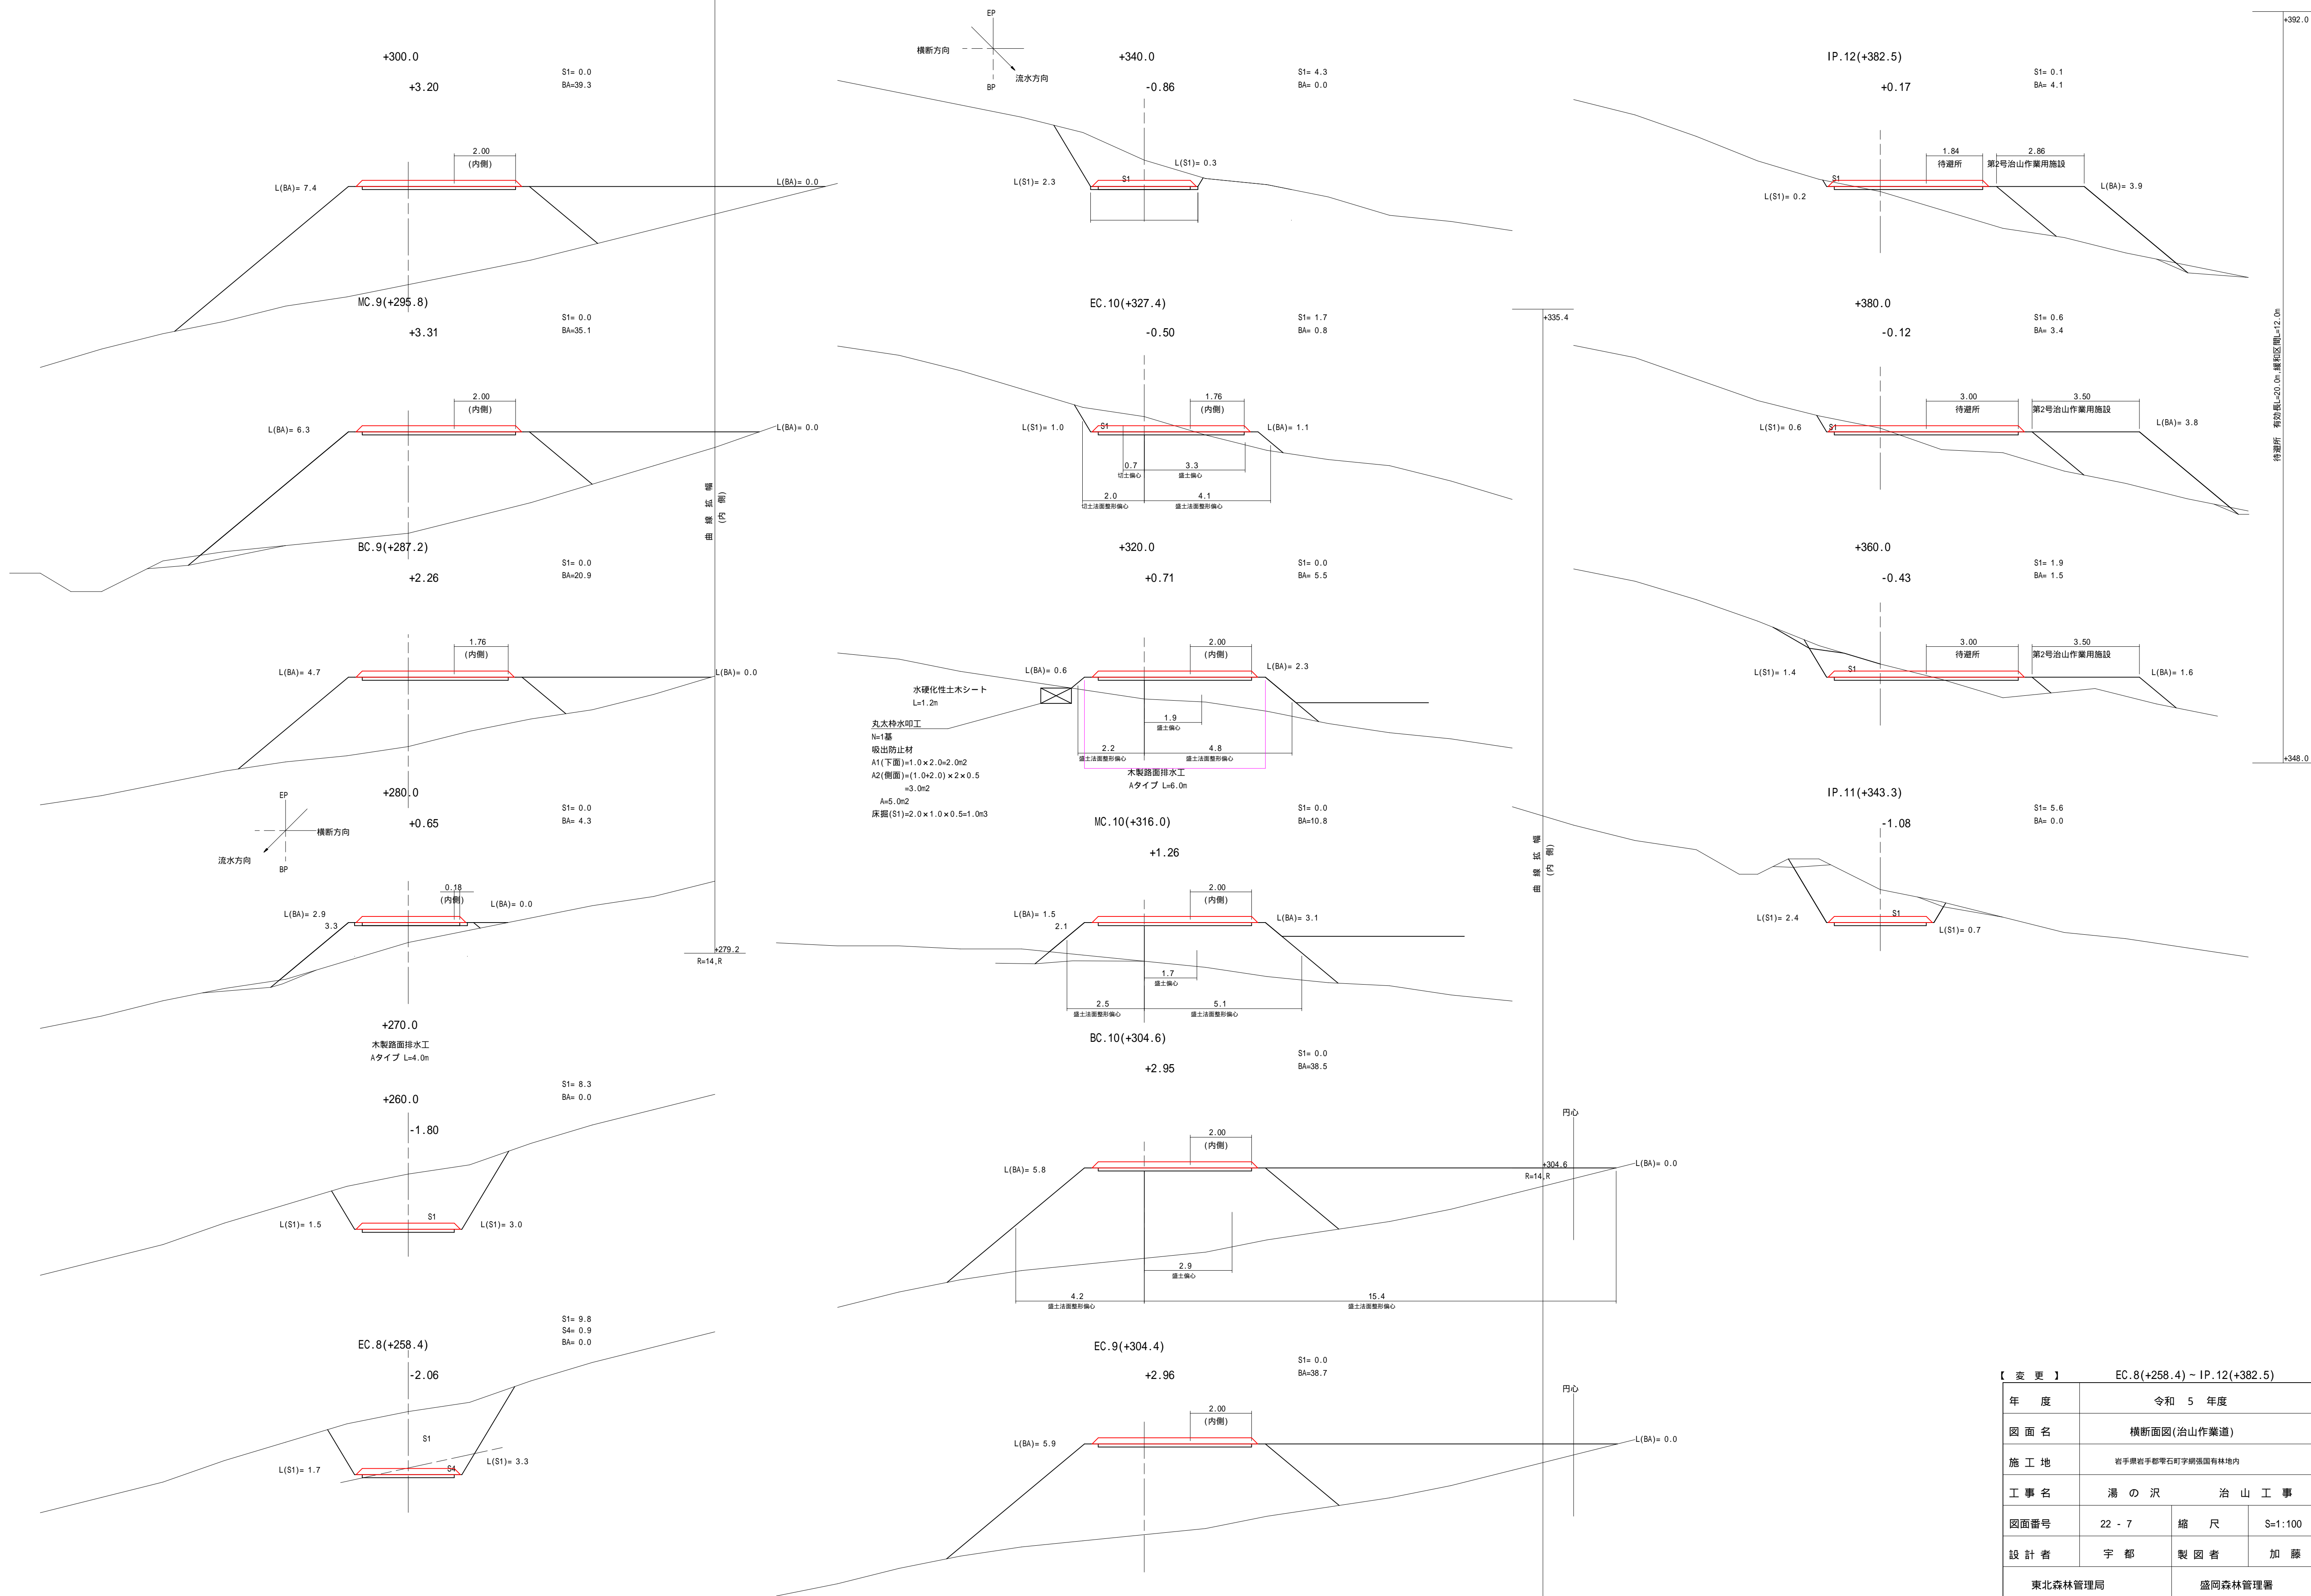 +300.0
S1= 0.0
+3.20
BA=39.3
2.00
(内側)
L(BA)= 7.4
L(BA)= 0.0
MC.9(+295.8)
S1= 0.0
+3.31
BA=35.1
2.00
(内側)
L(BA)= 6.3
L(BA)= 0.0
BC.9(+287.2)
S1= 0.0
+2.26
BA=20.9
1.76
(内側)
L(BA)= 4.7
L(BA)= 0.0
曲線拡幅
(内側)
+280.0
S1= 0.0
+0.65
BA= 4.3
EP
横断方向
流水方向
BP
0.18
(内側)
L(BA)= 2.9
3.3
L(BA)= 0.0
+279.2
R=14,R
+270.0
木製路面排水工
Aタイプ L=4.0m
+260.0
S1= 8.3
BA= 0.0
-1.80
S1
L(S1)= 1.5
L(S1)= 3.0
EC.8(+258.4)
S1= 9.8
S4= 0.9
BA= 0.0
-2.06
S1
S4
L(S1)= 1.7
L(S1)= 3.3
EP
横断方向
流水方向
BP
+340.0
S1= 4.3
-0.86
BA= 0.0
L(S1)= 2.3
S1
L(S1)= 0.3
EC.10(+327.4)
S1= 1.7
-0.50
BA= 0.8
1.76
(内側)
L(S1)= 1.0
S1
L(BA)= 1.1
0.7
切土偏心
3.3
盛土偏心
2.0
切土法面整形偏心
4.1
盛土法面整形偏心
+335.4
+320.0
S1= 0.0
+0.71
BA= 5.5
2.00
(内側)
L(BA)= 0.6
L(BA)= 2.3
水硬化性土木シート
L=1.2m
丸太枠水叩工
N=1基
吸出防止材
A1(下面)=1.0×2.0=2.0m2
A2(側面)=(1.0+2.0)×2×0.5
=3.0m2
A=5.0m2
床掘(S1)=2.0×1.0×0.5=1.0m3
1.9
盛土偏心
2.2
盛土法面整形偏心
4.8
盛土法面整形偏心
木製路面排水工
Aタイプ L=6.0m
MC.10(+316.0)
S1= 0.0
+1.26
BA=10.8
2.00
(内側)
L(BA)= 1.5
2.1
L(BA)= 3.1
1.7
盛土偏心
2.5
盛土法面整形偏心
5.1
盛土法面整形偏心
曲線拡幅
(内側)
BC.10(+304.6)
S1= 0.0
+2.95
BA=38.5
円心
2.00
(内側)
L(BA)= 5.8
+304.6
R=14,R
L(BA)= 0.0
2.9
盛土偏心
4.2
盛土法面整形偏心
15.4
盛土法面整形偏心
EC.9(+304.4)
S1= 0.0
+2.96
BA=38.7
円心
2.00
(内側)
L(BA)= 5.9
L(BA)= 0.0
+392.0
IP.12(+382.5)
S1= 0.1
+0.17
BA= 4.1
1.84
待避所
2.86
第2号治山作業用施設
S1
L(S1)= 0.2
L(BA)= 3.9
+380.0
S1= 0.6
-0.12
BA= 3.4
3.00
待避所
3.50
第2号治山作業用施設
L(S1)= 0.6
S1
L(BA)= 3.8
待避所 有効長L=20.0m,緩和区間L=12.0m
+360.0
S1= 1.9
-0.43
BA= 1.5
3.00
待避所
3.50
第2号治山作業用施設
L(S1)= 1.4
S1
L(BA)= 1.6
+348.0
IP.11(+343.3)
S1= 5.6
-1.08
BA= 0.0
L(S1)= 2.4
S1
L(S1)= 0.7
【 変 更 】 EC.8(+258.4)~IP.12(+382.5)
年 度 令和 5 年度
図 面 名 横断面図(治山作業道)
施 工 地 岩手県岩手郡雫石町字網張国有林地内
工 事 名 湯 の 沢 治 山 工 事
図面番号 22 - 7 縮 尺 S=1:100
設 計 者 宇 都 製 図 者 加 藤
東北森林管理局 盛岡森林管理署